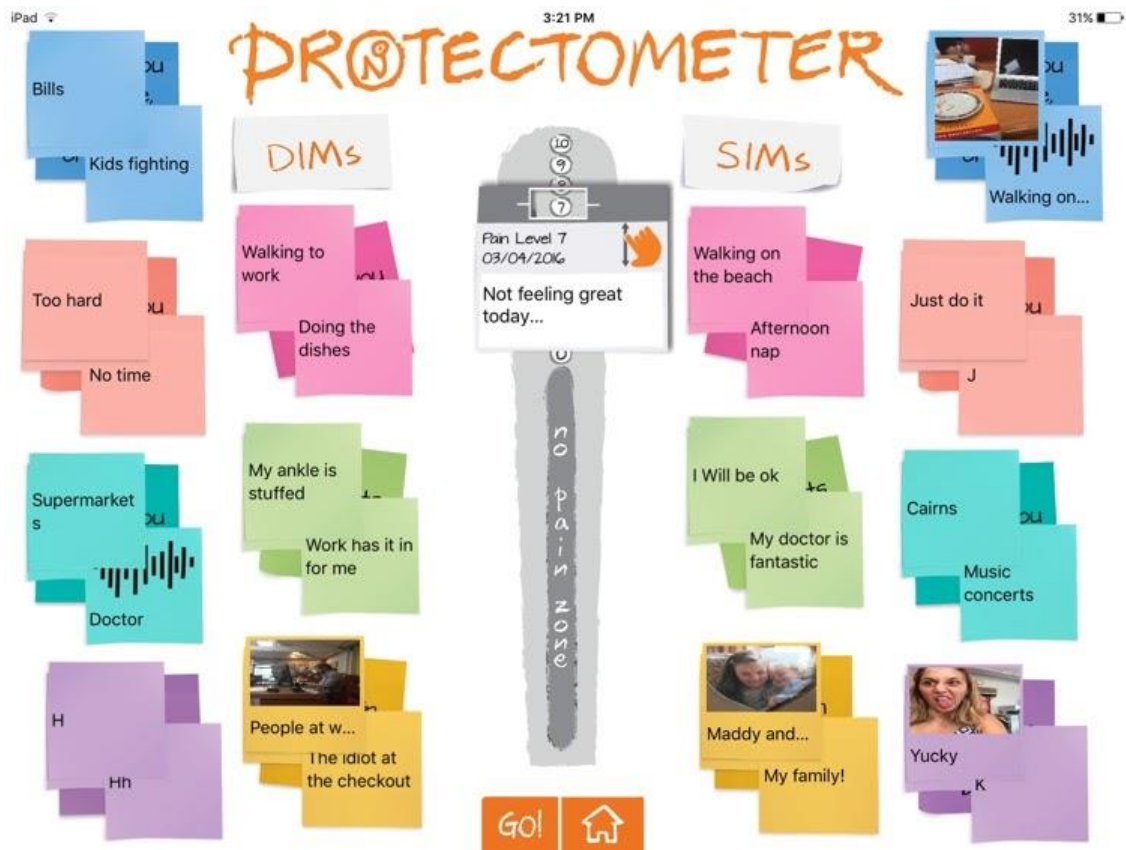 iPad
3:21 PM
31%
PROTECTOMETER
Bills
Kids fighting
DIMs
Walking to
work
Doing the
dishes
Too hard
No time
My ankle is
stuffed
Work has it in
for me
Supermarket
s
Doctor
People at w...
The idiot at
the checkout
H
Hh
10
9
8
7
Pain Level 7
03/04/2016
Not feeling great
today...
0
no pain zone
GO!
SIMs
Walking on
the beach
Afternoon
nap
Walking on...
Just do it
J
I Will be ok
My doctor is
fantastic
Cairns
Music
concerts
Maddy and...
My family!
Yucky
K